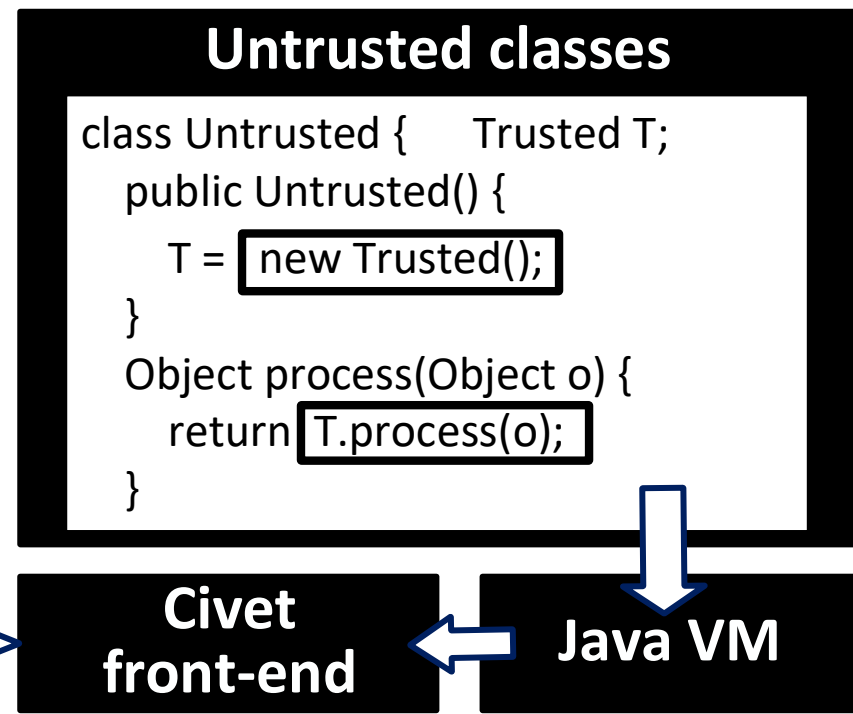 Untrusted classes
class Untrusted { Trusted T;
public Untrusted() {
T = new Trusted();
}
Object process(Object o) {
return T.process(o);
}
Civet
front-end
Java VM